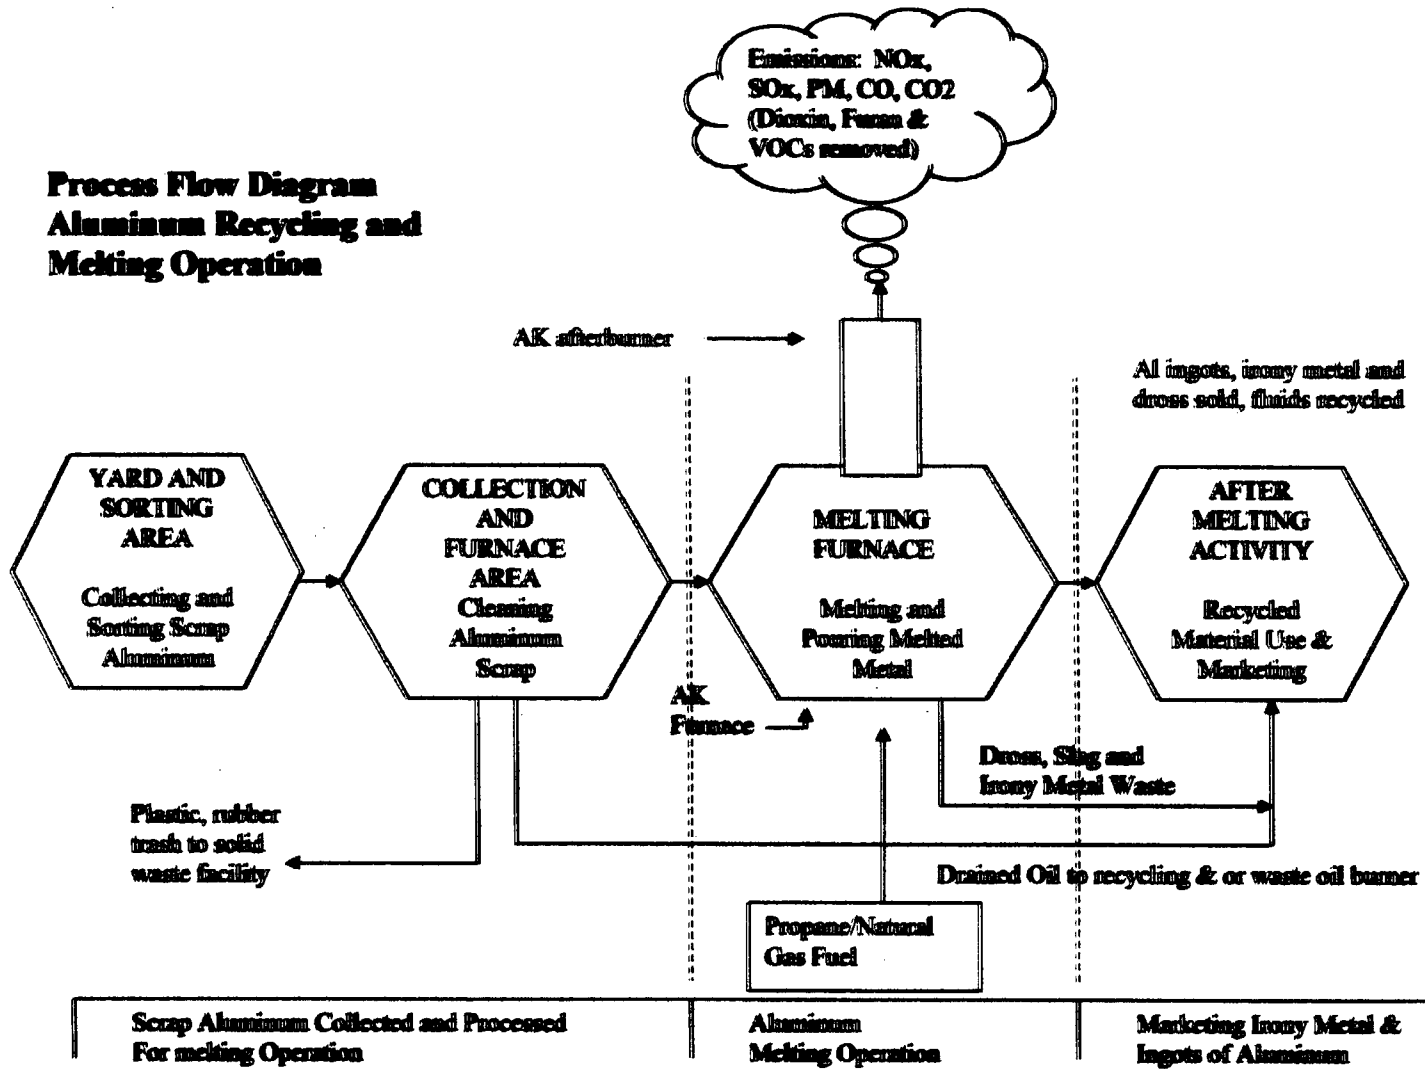 Emissions: NOx,
SOx, PM, CO, CO2
(Dioxin, Furan &
VOCs removed)
Process Flow Diagram
Aluminum Recycling and
Melting Operation
AK afterburner
Al ingots, irony metal and
dross sold, fluids recycled
YARD AND
SORTING
AREA
Collecting and
Sorting Scrap
Aluminum
COLLECTION
AND
FURNACE
AREA
Cleaning
Aluminum
Scrap
MELTING
FURNACE
Melting and
Pouring Melted
Metal
AFTER
MELTING
ACTIVITY
Recycled
Material Use &
Marketing
AK
Furnace
Dross, Slag and
Irony Metal Waste
Plastic, rubber
trash to solid
waste facility
Drained Oil to recycling & or waste oil burner
Propane/Natural
Gas Fuel
Scrap Aluminum Collected and Processed
For melting Operation
Aluminum
Melting Operation
Marketing Irony Metal &
Ingots of Aluminum